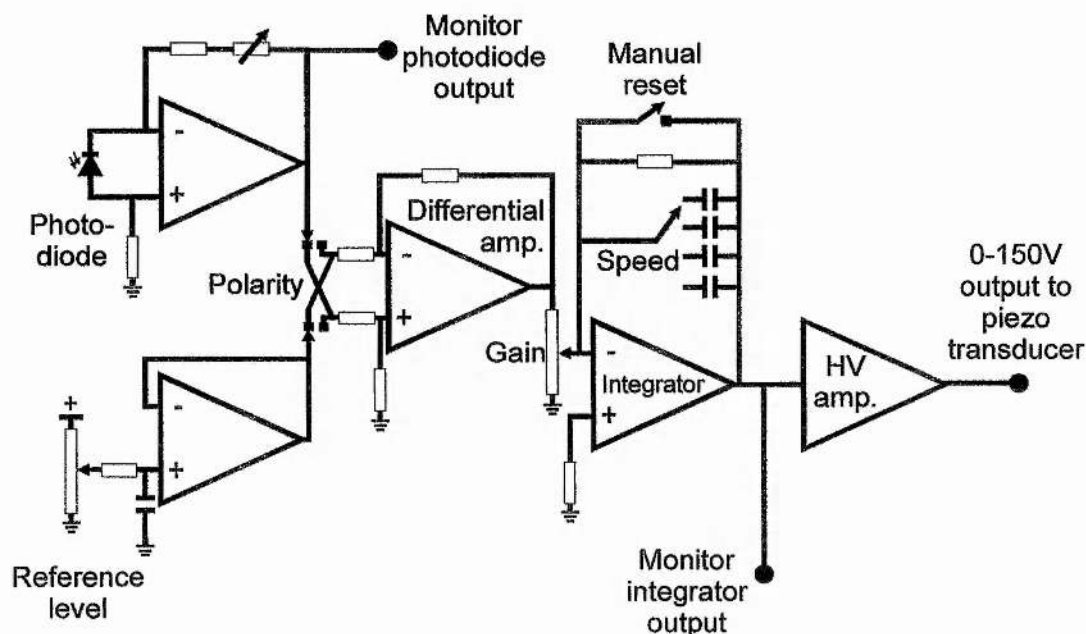 Monitor
photodiode
output
Manual
reset
-
+
Photo-
diode
Differential
amp.
-
+
Polarity
Speed
0-150V
output to
piezo
transducer
Gain
-
Integrator
+
HV
amp.
-
+
+
Reference
level
Monitor
integrator
output